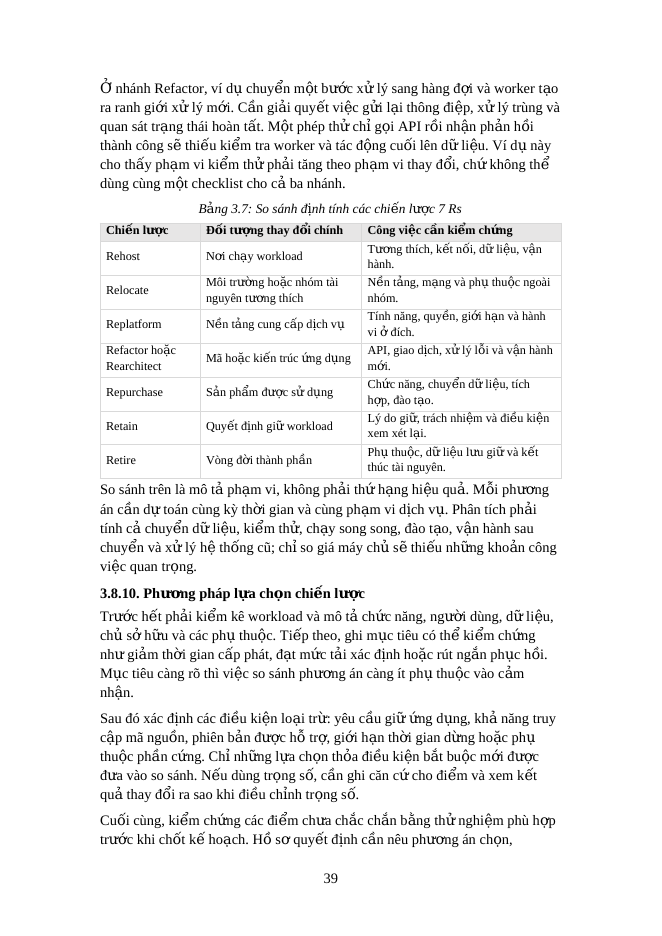 Ở nhánh Refactor, ví dụ chuyển một bước xử lý sang hàng đợi và worker tạo
ra ranh giới xử lý mới. Cần giải quyết việc gửi lại thông điệp, xử lý trùng và
quan sát trạng thái hoàn tất. Một phép thử chỉ gọi API rồi nhận phản hồi
thành công sẽ thiếu kiểm tra worker và tác động cuối lên dữ liệu. Ví dụ này
cho thấy phạm vi kiểm thử phải tăng theo phạm vi thay đổi, chứ không thể
dùng cùng một checklist cho cả ba nhánh.
Bảng 3.7: So sánh định tính các chiến lược 7 Rs
Chiến lược Đối tượng thay đổi chính Công việc cần kiểm chứng
Rehost Nơi chạy workload Tương thích, kết nối, dữ liệu, vận
hành.
Relocate Môi trường hoặc nhóm tài
nguyên tương thích Nền tảng, mạng và phụ thuộc ngoài
nhóm.
Replatform Nền tảng cung cấp dịch vụ Tính năng, quyền, giới hạn và hành
vi ở đích.
Refactor hoặc
Rearchitect Mã hoặc kiến trúc ứng dụng API, giao dịch, xử lý lỗi và vận hành
mới.
Repurchase Sản phẩm được sử dụng Chức năng, chuyển dữ liệu, tích
hợp, đào tạo.
Retain Quyết định giữ workload Lý do giữ, trách nhiệm và điều kiện
xem xét lại.
Retire Vòng đời thành phần Phụ thuộc, dữ liệu lưu giữ và kết
thúc tài nguyên.
So sánh trên là mô tả phạm vi, không phải thứ hạng hiệu quả. Mỗi phương
án cần dự toán cùng kỳ thời gian và cùng phạm vi dịch vụ. Phân tích phải
tính cả chuyển dữ liệu, kiểm thử, chạy song song, đào tạo, vận hành sau
chuyển và xử lý hệ thống cũ; chỉ so giá máy chủ sẽ thiếu những khoản công
việc quan trọng.
3.8.10. Phương pháp lựa chọn chiến lược
Trước hết phải kiểm kê workload và mô tả chức năng, người dùng, dữ liệu,
chủ sở hữu và các phụ thuộc. Tiếp theo, ghi mục tiêu có thể kiểm chứng
như giảm thời gian cấp phát, đạt mức tải xác định hoặc rút ngắn phục hồi.
Mục tiêu càng rõ thì việc so sánh phương án càng ít phụ thuộc vào cảm
nhận.
Sau đó xác định các điều kiện loại trừ: yêu cầu giữ ứng dụng, khả năng truy
cập mã nguồn, phiên bản được hỗ trợ, giới hạn thời gian dừng hoặc phụ
thuộc phần cứng. Chỉ những lựa chọn thỏa điều kiện bắt buộc mới được
đưa vào so sánh. Nếu dùng trọng số, cần ghi căn cứ cho điểm và xem kết
quả thay đổi ra sao khi điều chỉnh trọng số.
Cuối cùng, kiểm chứng các điểm chưa chắc chắn bằng thử nghiệm phù hợp
trước khi chốt kế hoạch. Hồ sơ quyết định cần nêu phương án chọn,
39